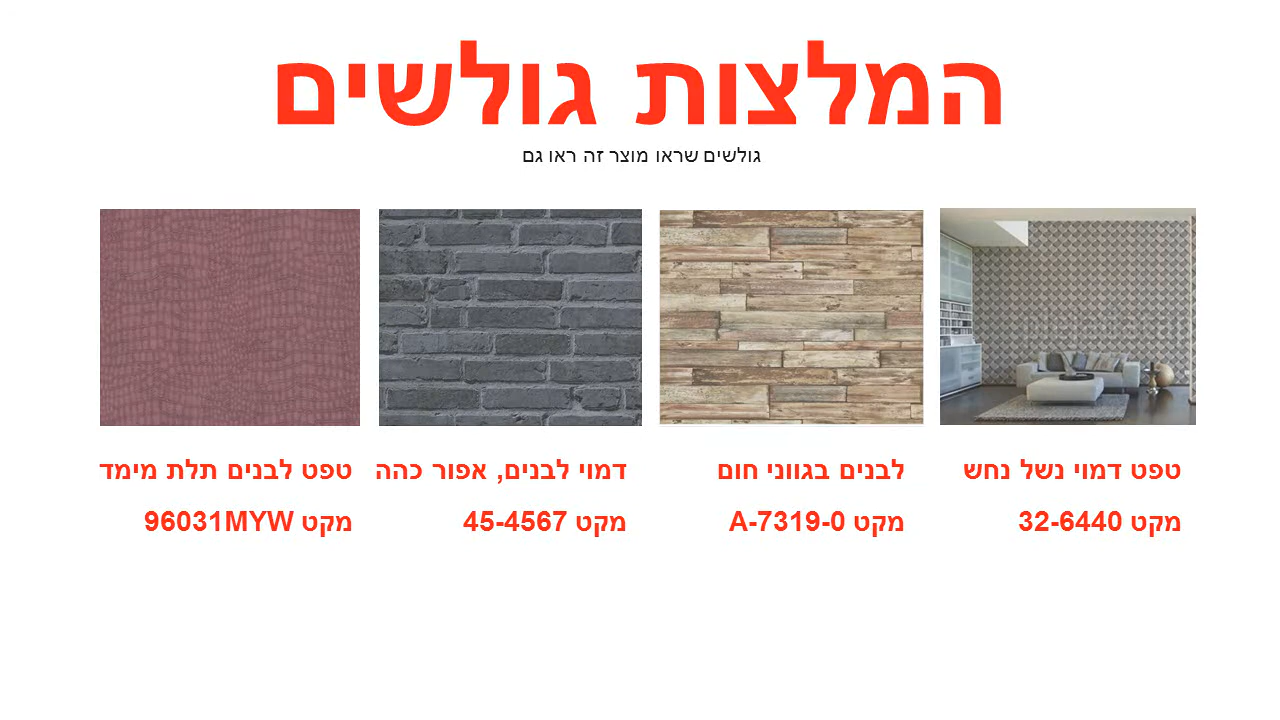 המלצות גולשים
גולשים שראו מוצר זה ראו גם
טפט דמוי נשל נחש
מקט 32-6440
לבנים בגווני חום
מקט A-7319-0
דמוי לבנים, אפור כהה
מקט 45-4567
טפט לבנים תלת מימד
מקט 96031MYW